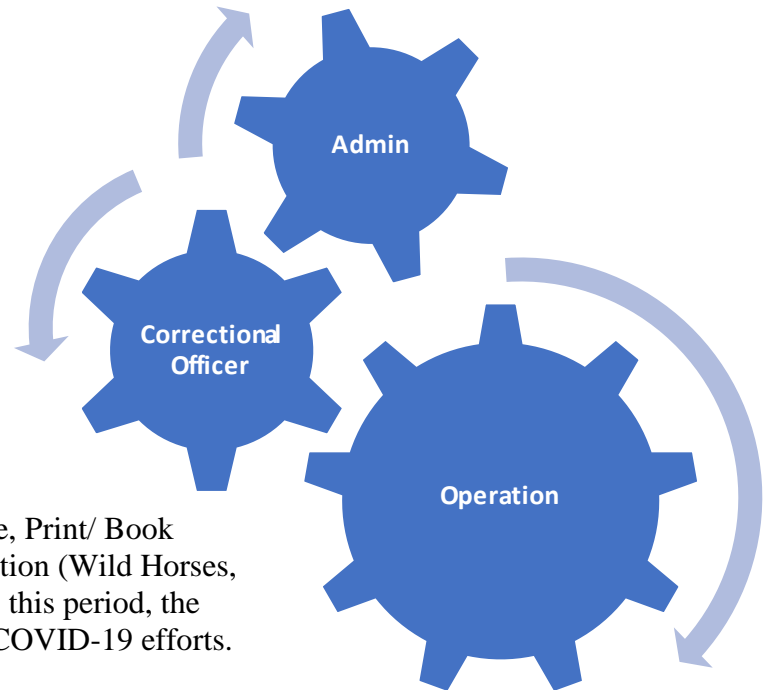 Admin
Correctional
Officer
Operation
e, Print/ Book
tion (Wild Horses,
this period, the
COVID-19 efforts.